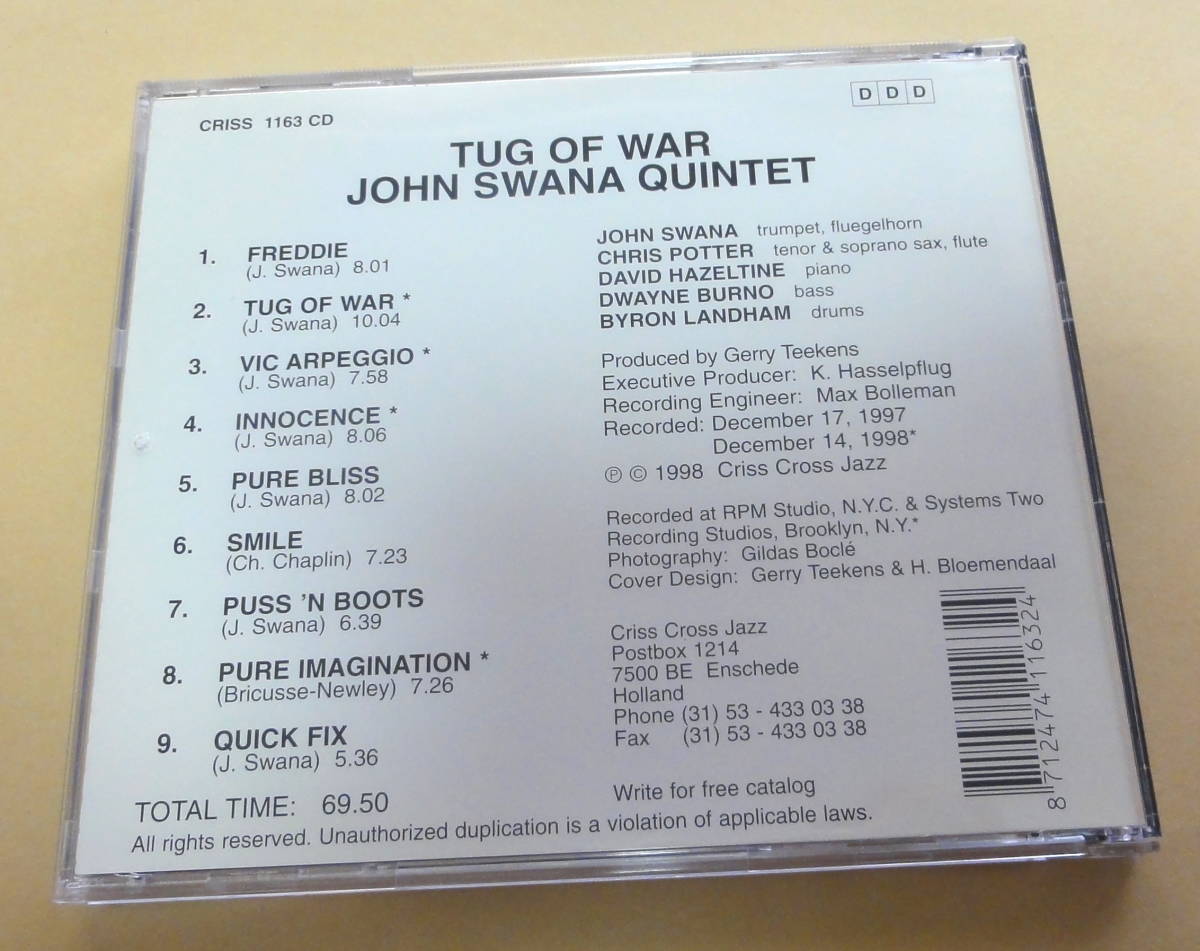 CRISS 1163 CD
D D D
TUG OF WAR
JOHN SWANA QUINTET
1. FREDDIE
(J. Swana) 8.01
2. TUG OF WAR *
(J. Swana) 10.04
3. VIC ARPEGGIO *
(J. Swana) 7.58
4. INNOCENCE *
(J. Swana) 8.06
5. PURE BLISS
(J. Swana) 8.02
6. SMILE
(Ch. Chaplin) 7.23
7. PUSS 'N BOOTS
(J. Swana) 6.39
8. PURE IMAGINATION *
(Bricusse-Newley) 7.26
9. QUICK FIX
(J. Swana) 5.36
TOTAL TIME: 69.50
JOHN SWANA trumpet, fluegelhorn
CHRIS POTTER tenor & soprano sax, flute
DAVID HAZELTINE piano
DWAYNE BURNO bass
BYRON LANDHAM drums
Produced by Gerry Teekens
Executive Producer: K. Hasselpflug
Recording Engineer: Max Bolleman
Recorded: December 17, 1997
December 14, 1998*
℗ © 1998 Criss Cross Jazz
Recorded at RPM Studio, N.Y.C. & Systems Two
Recording Studios, Brooklyn, N.Y.*
Photography: Gildas Boclé
Cover Design: Gerry Teekens & H. Bloemendaal
Criss Cross Jazz
Postbox 1214
7500 BE Enschede
Holland
Phone (31) 53 - 433 03 38
Fax (31) 53 - 433 03 38
Write for free catalog
8 712474 116324
All rights reserved. Unauthorized duplication is a violation of applicable laws.